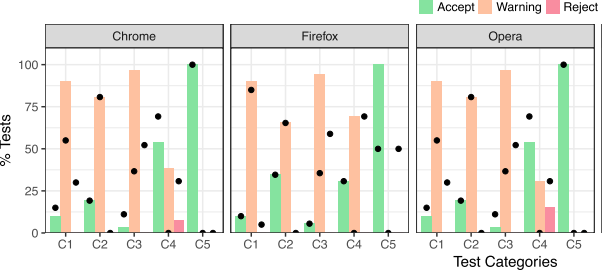 Accept Warning Reject
Chrome Firefox Opera
100
75
50
25
0
% Tests
C1 C2 C3 C4 C5 C1 C2 C3 C4 C5 C1 C2 C3 C4 C5
Test Categories